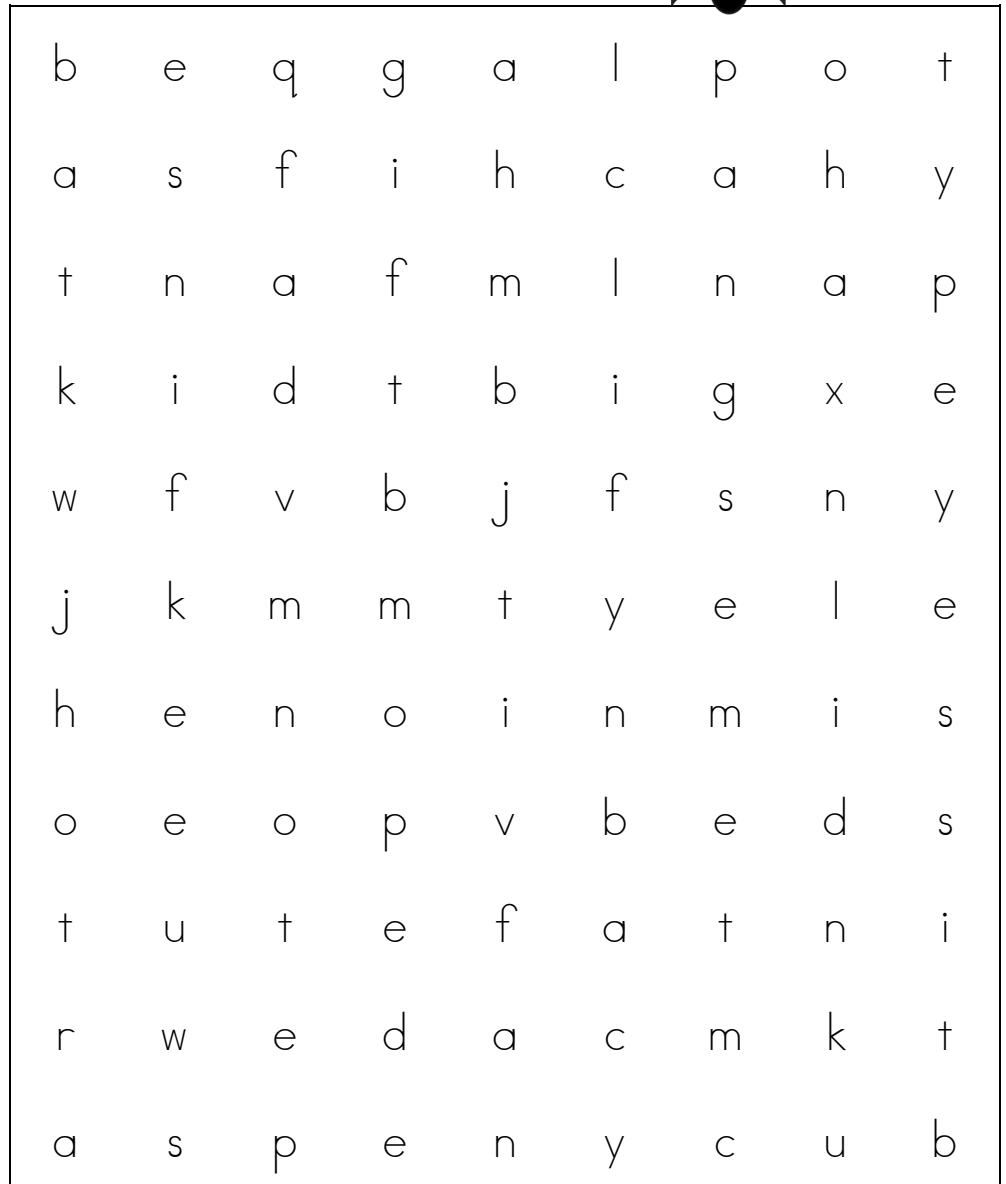 b e q g a l p o t
a s f i h c a h y
t n a f m l n a p
k i d t b i g x e
w f v b j f s n y
j k m m t y e l e
h e n o i n m i s
o e o p v b e d s
t u t e f a t n i
r w e d a c m k t
a s p e n y c u b